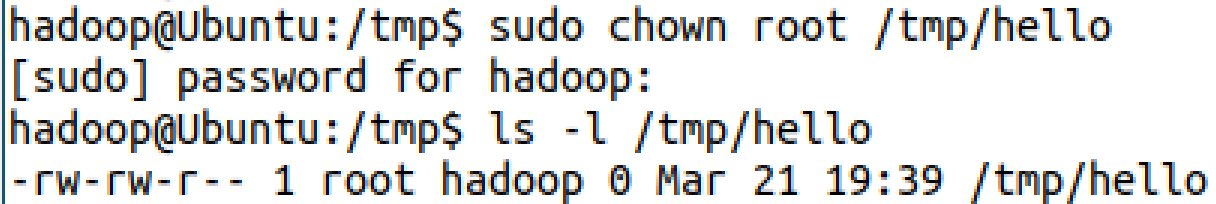 hadoop@Ubuntu:/tmp$ sudo chown root /tmp/hello
[sudo] password for hadoop:
hadoop@Ubuntu:/tmp$ ls -l /tmp/hello
-rw-rw-r-- 1 root hadoop 0 Mar 21 19:39 /tmp/hello